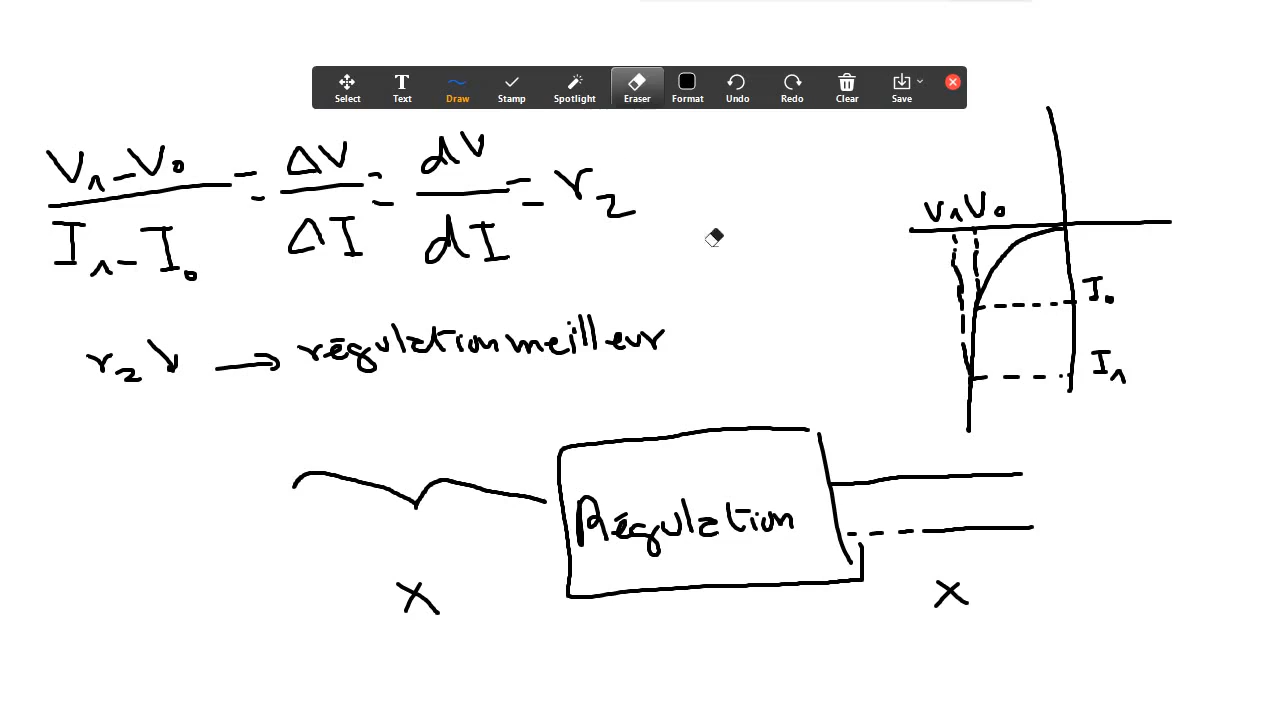 Select Text Draw Stamp Spotlight Eraser Format Undo Redo Clear Save
V₁ - V₀ / I₁ - I₀ = ΔV / ΔI = dV / dI = r₂
V₁ V₀
I₀
r₂ ↘ → régulation meilleur
I₁
Régulation
X X